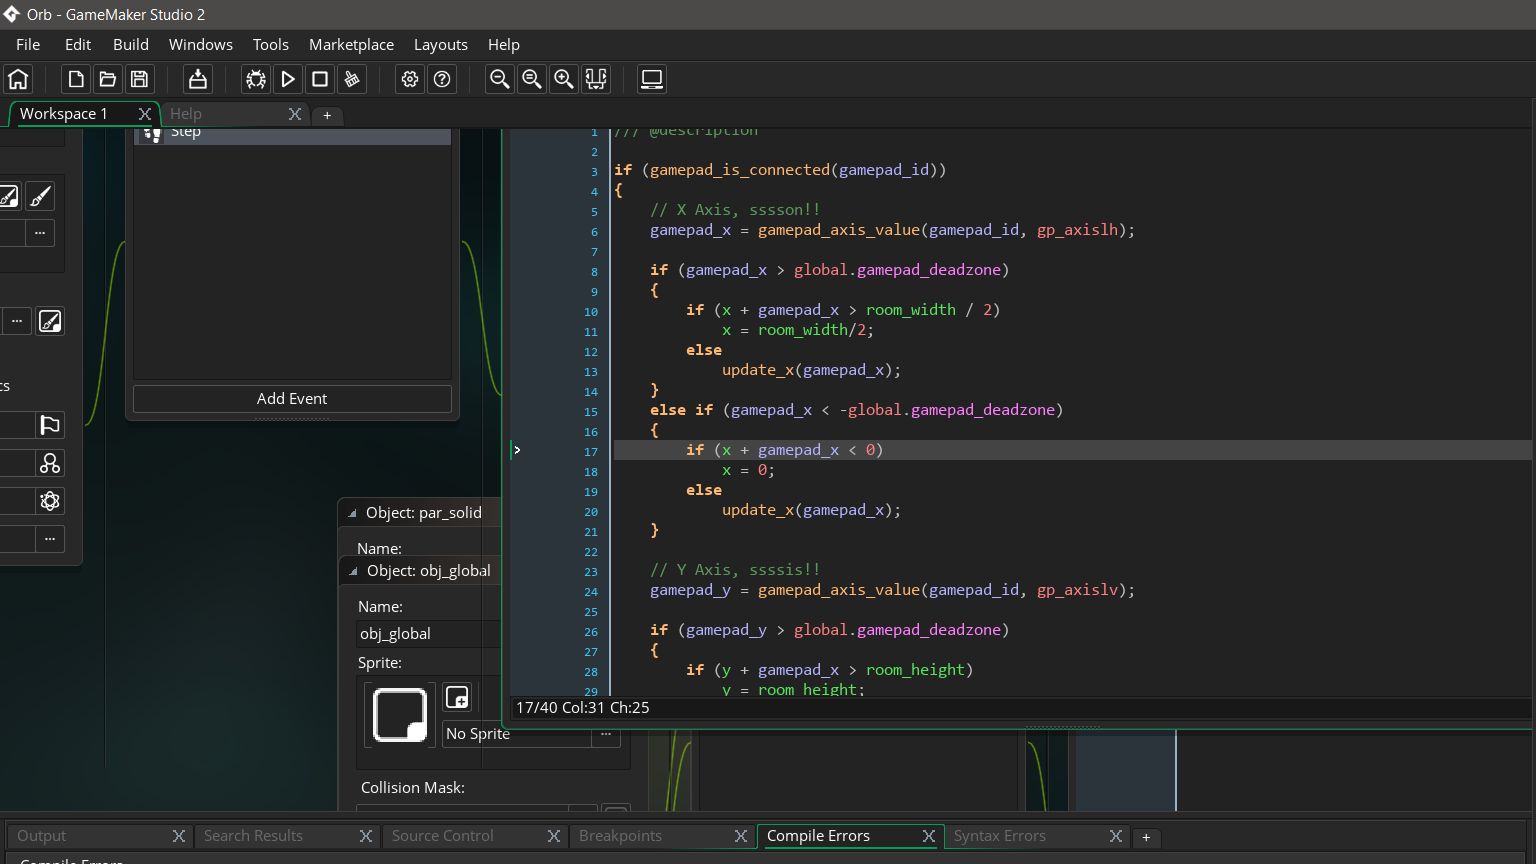 Orb - GameMaker Studio 2
File Edit Build Windows Tools Marketplace Layouts Help
Workspace 1
Help
+
Step
Add Event
cs
Object: par_solid
Name:
Object: obj_global
Name:
obj_global
Sprite:
No Sprite
Collision Mask:
1 /// @description
2
3 if (gamepad_is_connected(gamepad_id))
4 {
5 // X Axis, sssson!!
6 gamepad_x = gamepad_axis_value(gamepad_id, gp_axislh);
7
8 if (gamepad_x > global.gamepad_deadzone)
9 {
10 if (x + gamepad_x > room_width / 2)
11 x = room_width/2;
12 else
13 update_x(gamepad_x);
14 }
15 else if (gamepad_x < -global.gamepad_deadzone)
16 {
17 if (x + gamepad_x < 0)
18 x = 0;
19 else
20 update_x(gamepad_x);
21 }
22
23 // Y Axis, ssssis!!
24 gamepad_y = gamepad_axis_value(gamepad_id, gp_axislv);
25
26 if (gamepad_y > global.gamepad_deadzone)
27 {
28 if (y + gamepad_x > room_height)
29 y = room_height;
17/40 Col:31 Ch:25
Output
Search Results
Source Control
Breakpoints
Compile Errors
Syntax Errors
+
Compile Errors